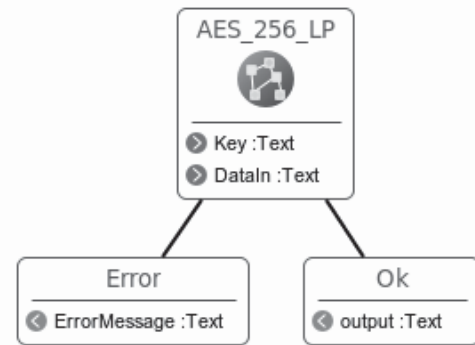 AES_256_LP
Key :Text
DataIn :Text
Error
ErrorMessage :Text
Ok
output :Text